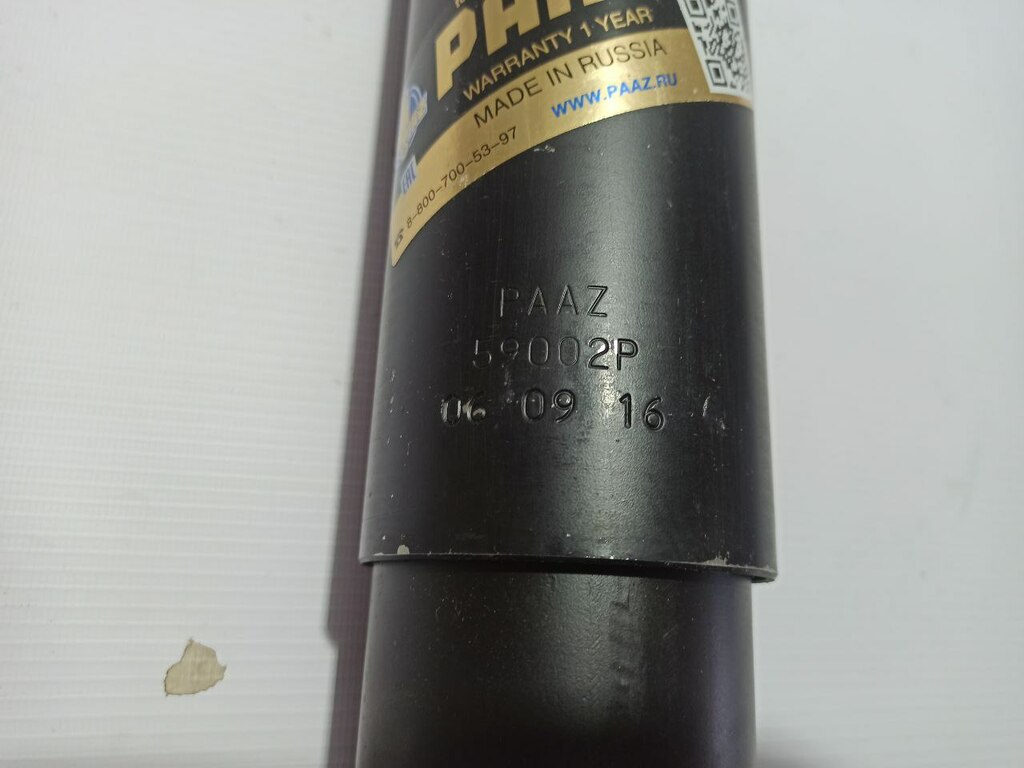 WARRANTY 1 YEAR
MADE IN RUSSIA
WWW.PAAZ.RU
8-800-700-53-97
EAC
PAAZ
59002P
06 09 16